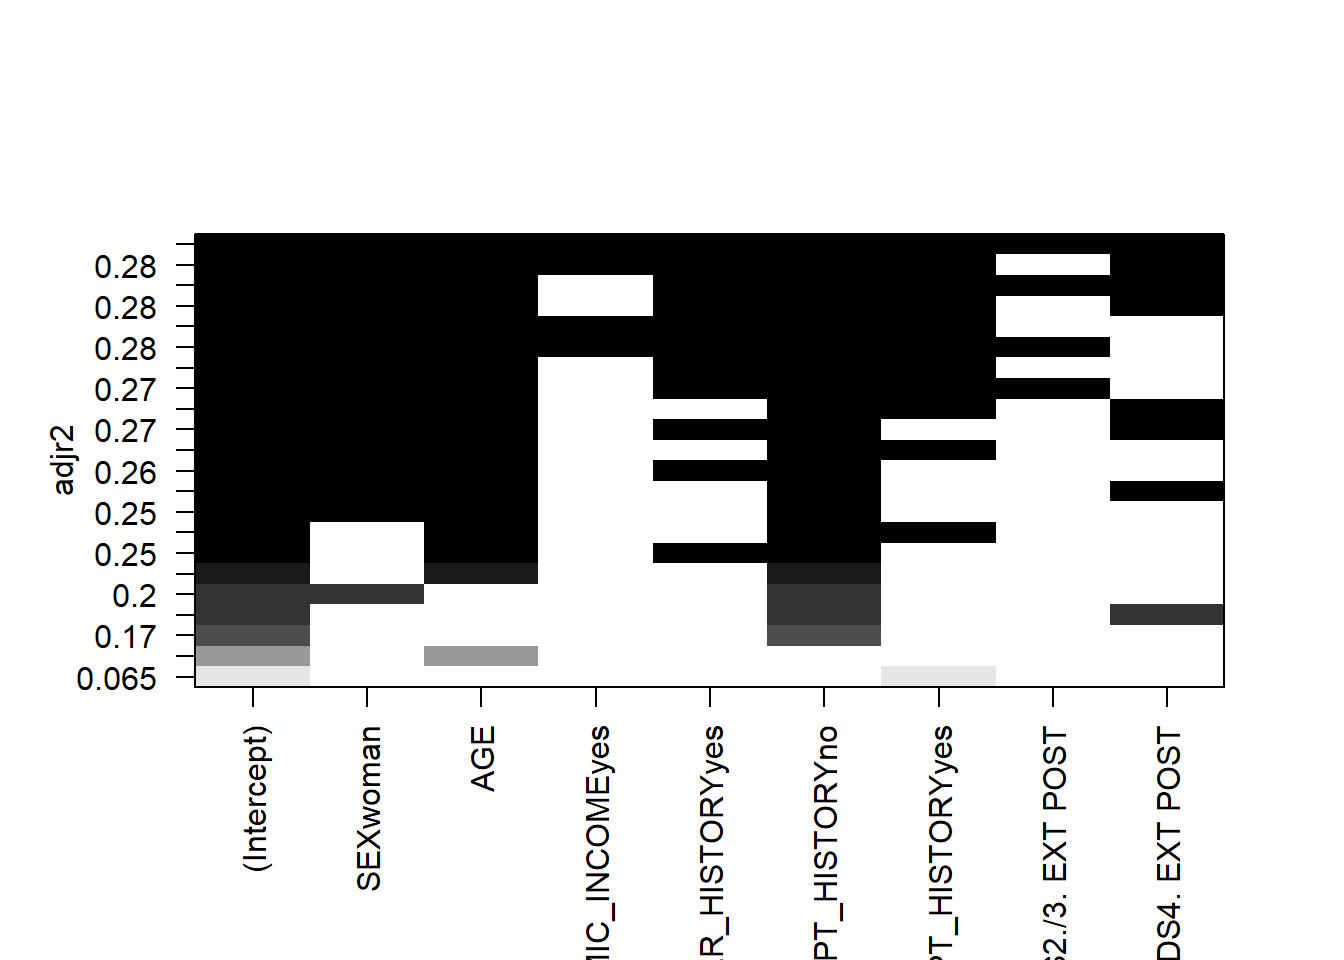 adjr2
0.28
0.28
0.28
0.27
0.27
0.26
0.25
0.25
0.2
0.17
0.065
(Intercept)
SEXwoman
AGE
MIC_INCOMEyes
R_HISTORYyes
PT_HISTORYno
PT_HISTORYyes
2./3. EXT POST
DS4. EXT POST